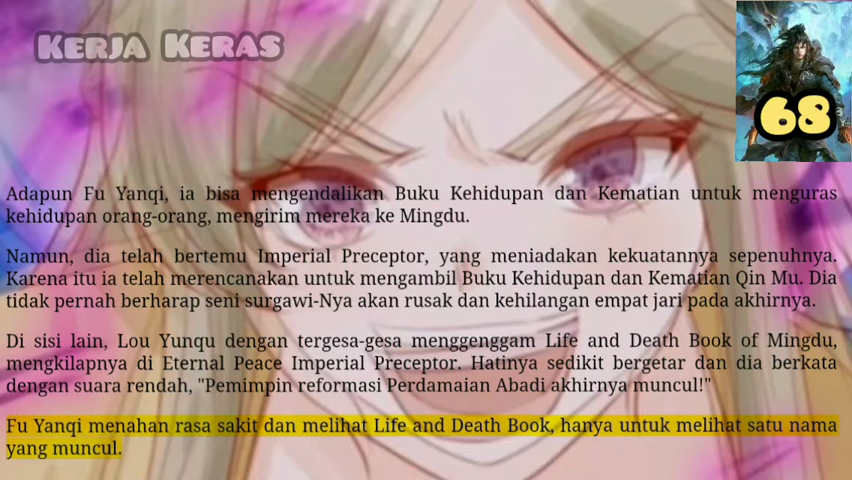 Kerja Keras
68
Adapun Fu Yanqi, ia bisa mengendalikan Buku Kehidupan dan Kematian untuk menguras
kehidupan orang-orang, mengirim mereka ke Mingdu.
Namun, dia telah bertemu Imperial Preceptor, yang meniadakan kekuatannya sepenuhnya.
Karena itu ia telah merencanakan untuk mengambil Buku Kehidupan dan Kematian Qin Mu. Dia
tidak pernah berharap seni surgawi-Nya akan rusak dan kehilangan empat jari pada akhirnya.
Di sisi lain, Lou Yunqu dengan tergesa-gesa menggenggam Life and Death Book of Mingdu,
mengkilapnya di Eternal Peace Imperial Preceptor. Hatinya sedikit bergetar dan dia berkata
dengan suara rendah, "Pemimpin reformasi Perdamaian Abadi akhirnya muncul!"
Fu Yanqi menahan rasa sakit dan melihat Life and Death Book, hanya untuk melihat satu nama
yang muncul.